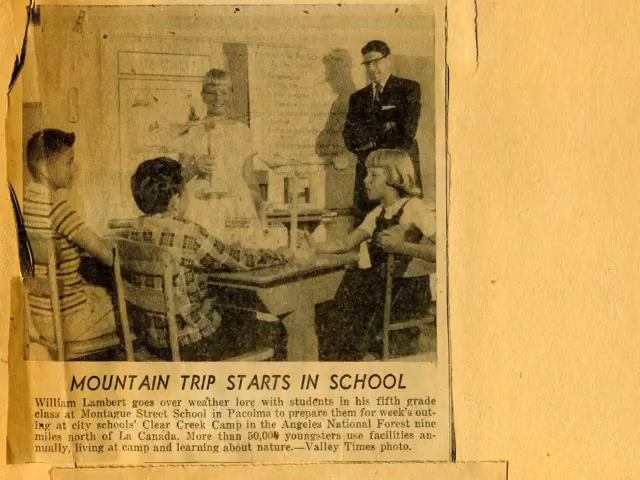 MOUNTAIN TRIP STARTS IN SCHOOL
William Lambert goes over weather lore with students in his fifth grade
class at Montague Street School in Pacoima to prepare them for week's out-
ing at city schools' Clear Creek Camp in the Angeles National Forest nine
miles north of La Canada. More than 50,000 youngsters use facilities an-
nually, living at camp and learning about nature.—Valley Times photo.